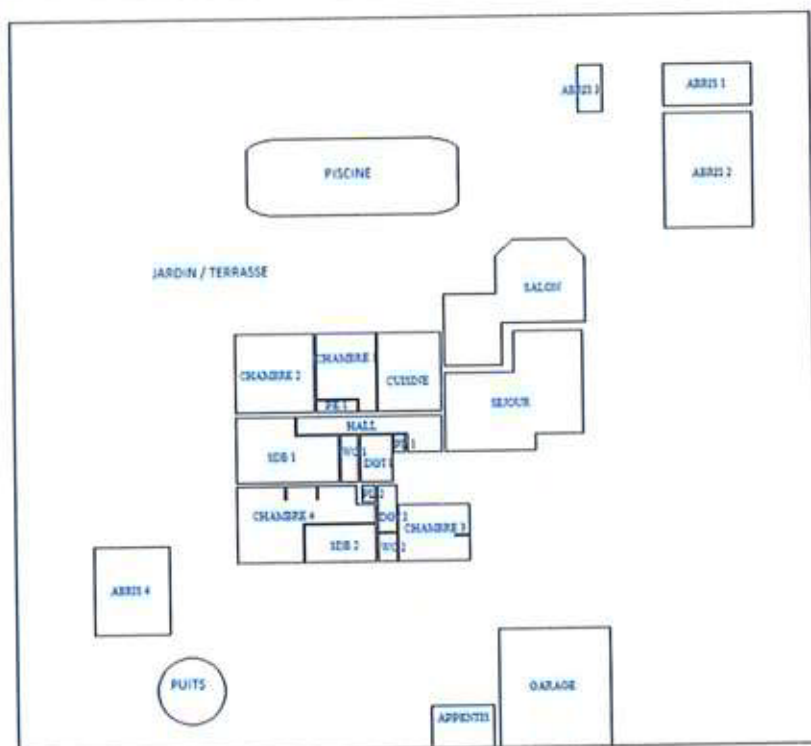 ABRIS 3
ABRIS 1
PISCINE
ABRIS 2
JARDIN / TERRASSE
SALON
CHAMBRE 1
CHAMBRE 2
CUISINE
SEJOUR
HALL
SDB 1
WC 1
DGT 1
PL 2
CHAMBRE 4
DGT 2
CHAMBRE 3
SDB 2
WC 2
ABRIS 4
PUITS
GARAGE
APPENTIS